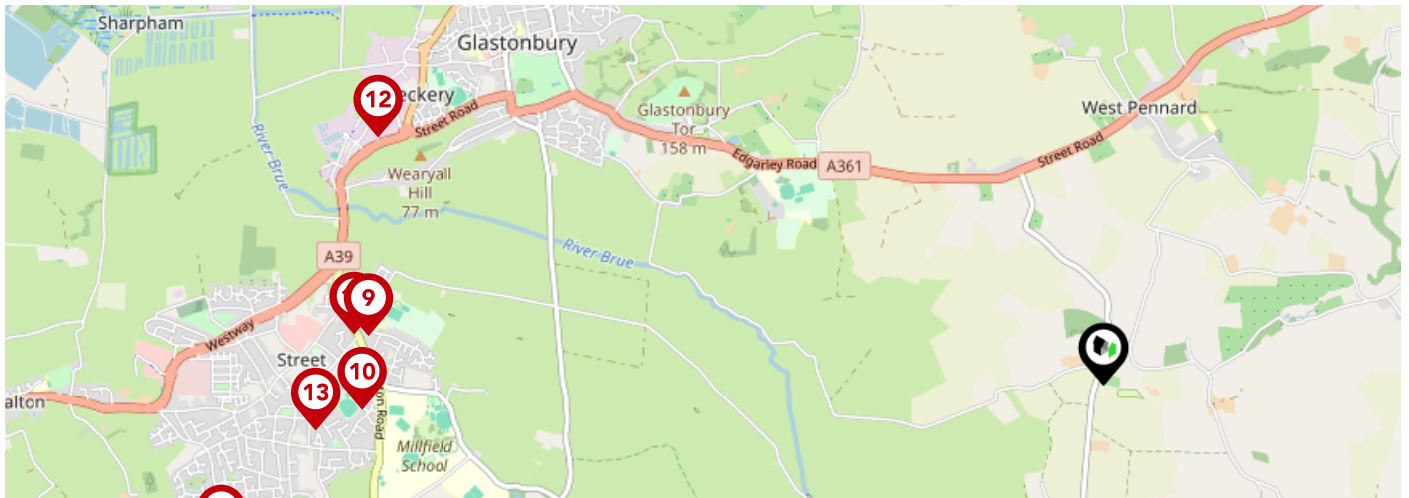 Sharpham
Glastonbury
12
eckery
Street Road
Glastonbury
Tor
158 m
West Pennard
River Brue
Wearyall
Hill
77 m
Edgarley Road
A361
Street Road
A39
River Brue
9
Westway
Street
10
13
alton
on Road
Millfield
School